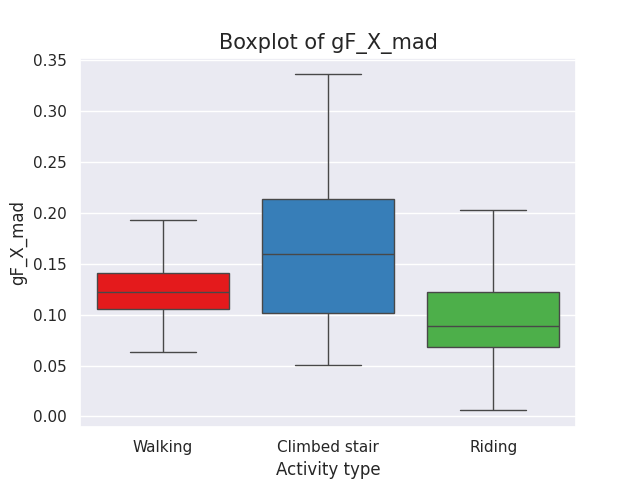 Boxplot of gF_X_mad
0.35
0.30
0.25
0.20
0.15
0.10
0.05
0.00
gF_X_mad
Walking
Climbed stair
Riding
Activity type